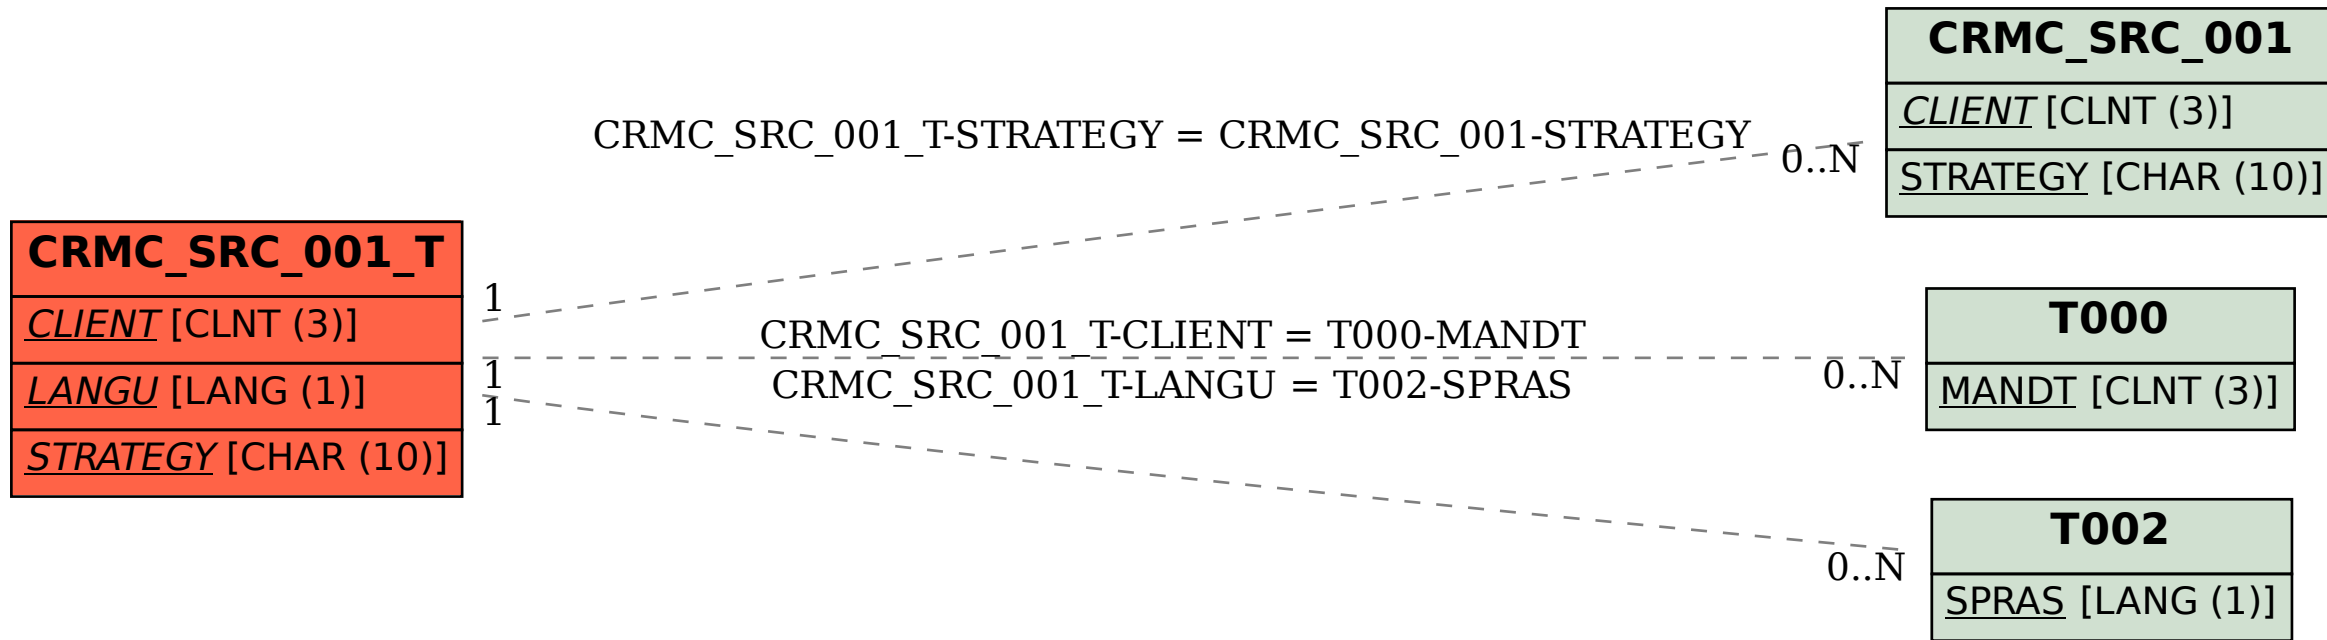 CRMC_SRC_001_T
CLIENT [CLNT (3)]
LANGU [LANG (1)]
STRATEGY [CHAR (10)]
CRMC_SRC_001_T-STRATEGY = CRMC_SRC_001-STRATEGY
1
0..N
CRMC_SRC_001_T-CLIENT = T000-MANDT
1
0..N
CRMC_SRC_001_T-LANGU = T002-SPRAS
1
0..N
CRMC_SRC_001
CLIENT [CLNT (3)]
STRATEGY [CHAR (10)]
T000
MANDT [CLNT (3)]
T002
SPRAS [LANG (1)]